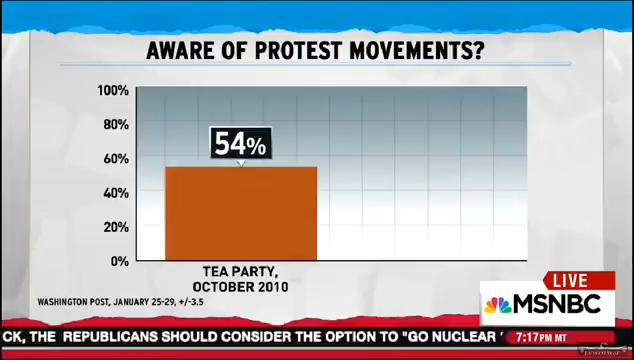 AWARE OF PROTEST MOVEMENTS?
100%
80%
60%
40%
20%
0%
54%
TEA PARTY,
OCTOBER 2010
WASHINGTON POST, JANUARY 25-29, +/-3.5
LIVE
MSNBC
CK, THE REPUBLICANS SHOULD CONSIDER THE OPTION TO "GO NUCLEAR '
7:17PM MT